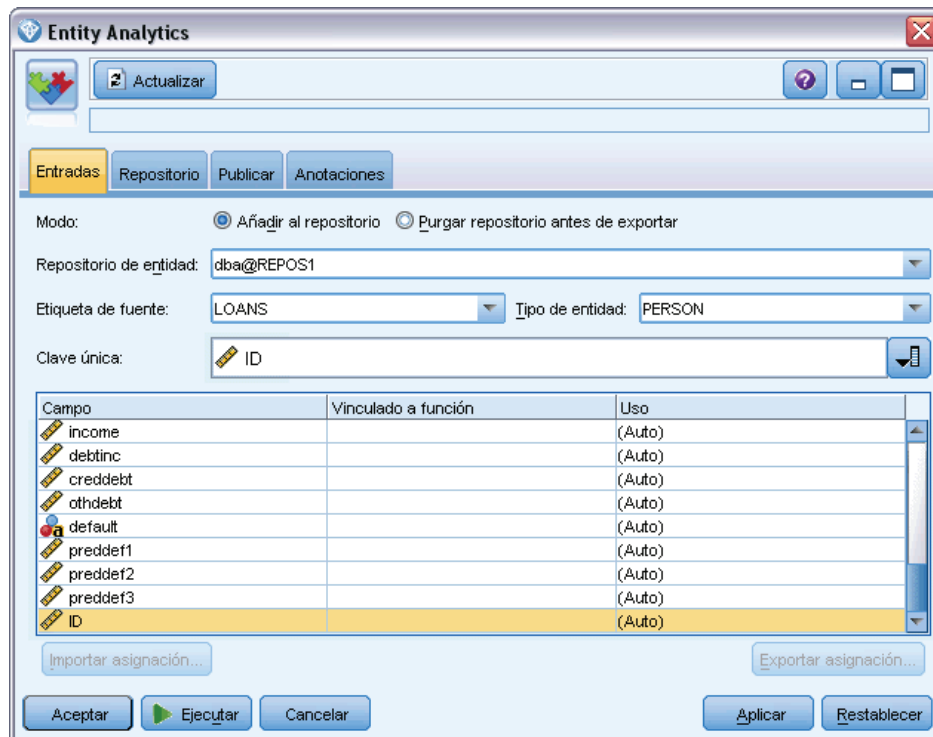 Entity Analytics
Actualizar
Entradas Repositorio Publicar Anotaciones
Modo: Añadir al repositorio Purgar repositorio antes de exportar
Repositorio de entidad: dba@REPOS1
Etiqueta de fuente: LOANS Tipo de entidad: PERSON
Clave única: ID
Campo Vinculado a función Uso
income (Auto)
debtinc (Auto)
creddebt (Auto)
othdebt (Auto)
default (Auto)
preddef1 (Auto)
preddef2 (Auto)
preddef3 (Auto)
ID (Auto)
Importar asignación... Exportar asignación...
Aceptar Ejecutar Cancelar Aplicar Restablecer